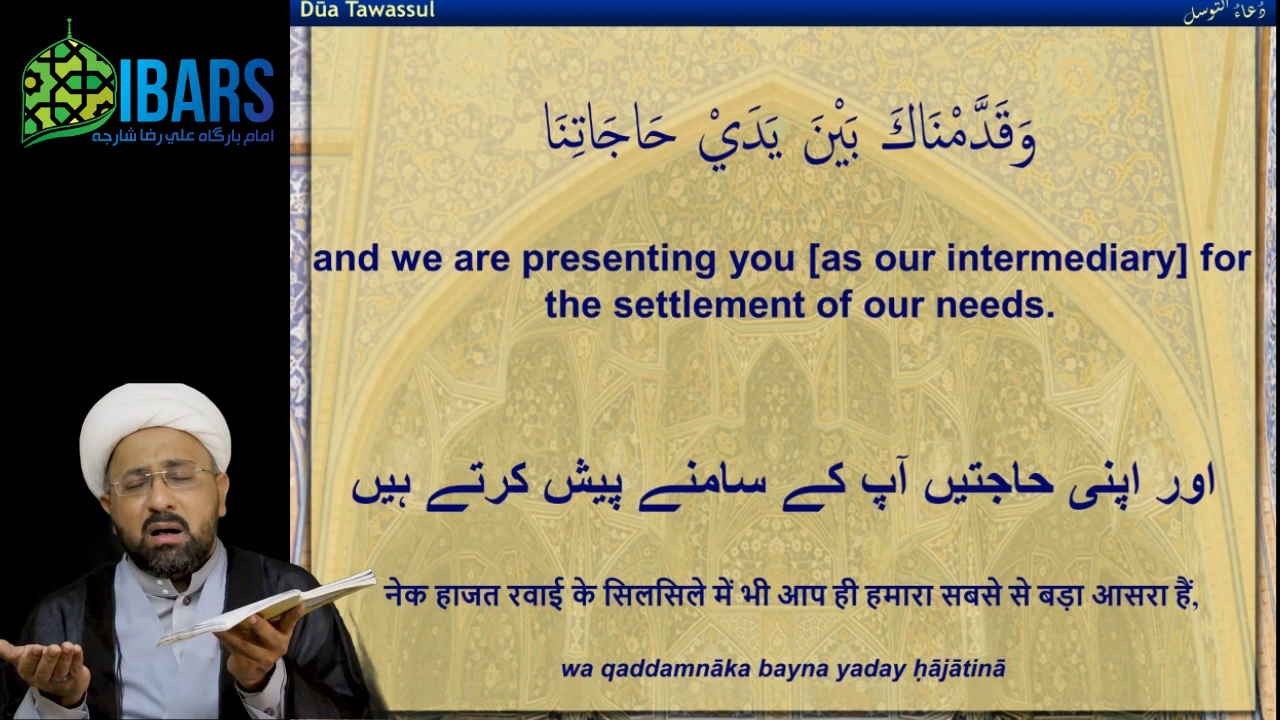 Dūa Tawassul
دُعَاءُ التوسل
IBARS
امام بارگاه علي رضا شارجه
وَقَدَّمْنَاكَ بَيْنَ يَدَيْ حَاجَاتِنَا
and we are presenting you [as our intermediary] for
the settlement of our needs.
اور اپنی حاجتیں آپ کے سامنے پیش کرتے ہیں
नेक हाजत रवाई के सिलसिले में भी आप ही हमारा सबसे से बड़ा आसरा हैं,
wa qaddamnāka bayna yaday ḥājātinā